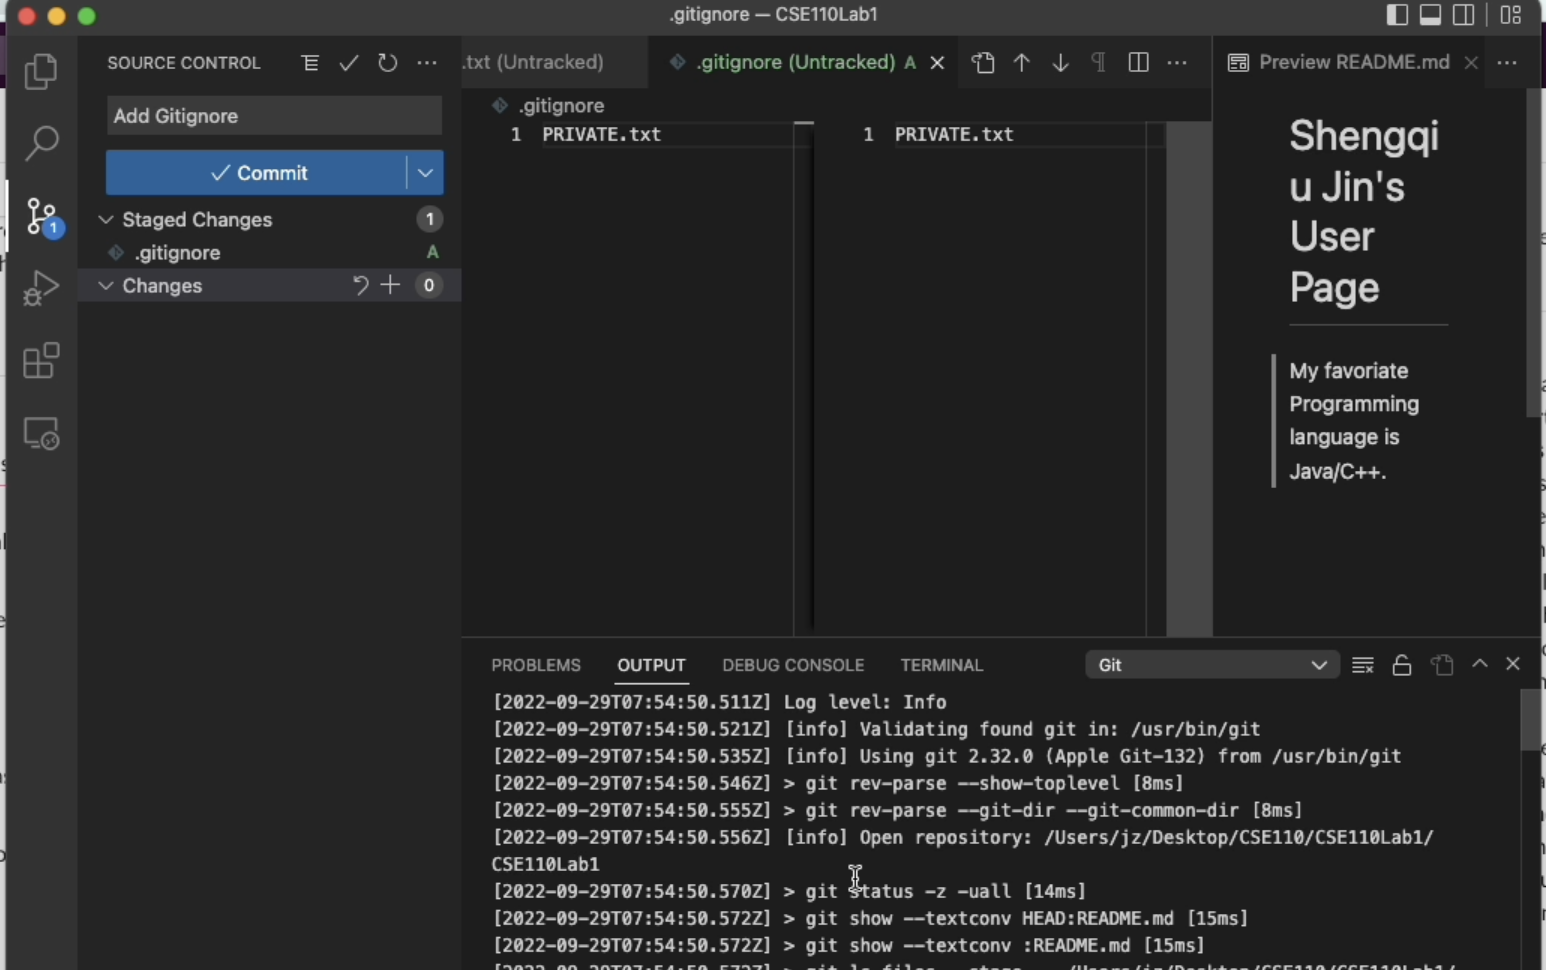 .gitignore — CSE110Lab1
SOURCE CONTROL
.txt (Untracked)
.gitignore (Untracked) A
Preview README.md
Add Gitignore
Commit
Staged Changes 1
.gitignore A
Changes 0
1
.gitignore
1 PRIVATE.txt
1 PRIVATE.txt
Shengqi
u Jin's
User
Page
My favoriate
Programming
language is
Java/C++.
PROBLEMS OUTPUT DEBUG CONSOLE TERMINAL Git
[2022-09-29T07:54:50.511Z] Log level: Info
[2022-09-29T07:54:50.521Z] [info] Validating found git in: /usr/bin/git
[2022-09-29T07:54:50.535Z] [info] Using git 2.32.0 (Apple Git-132) from /usr/bin/git
[2022-09-29T07:54:50.546Z] > git rev-parse --show-toplevel [8ms]
[2022-09-29T07:54:50.555Z] > git rev-parse --git-dir --git-common-dir [8ms]
[2022-09-29T07:54:50.556Z] [info] Open repository: /Users/jz/Desktop/CSE110/CSE110Lab1/
CSE110Lab1
[2022-09-29T07:54:50.570Z] > git status -z -uall [14ms]
[2022-09-29T07:54:50.572Z] > git show --textconv HEAD:README.md [15ms]
[2022-09-29T07:54:50.572Z] > git show --textconv :README.md [15ms]